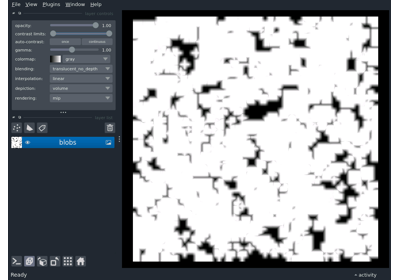 File View Plugins Window Help
opacity: 1.00
contrast limits:
auto-contrast: once continuous
gamma: 1.00
colormap: gray
blending: translucent_no_depth
interpolation: linear
depiction: volume
rendering: mip
blobs
Ready
activity